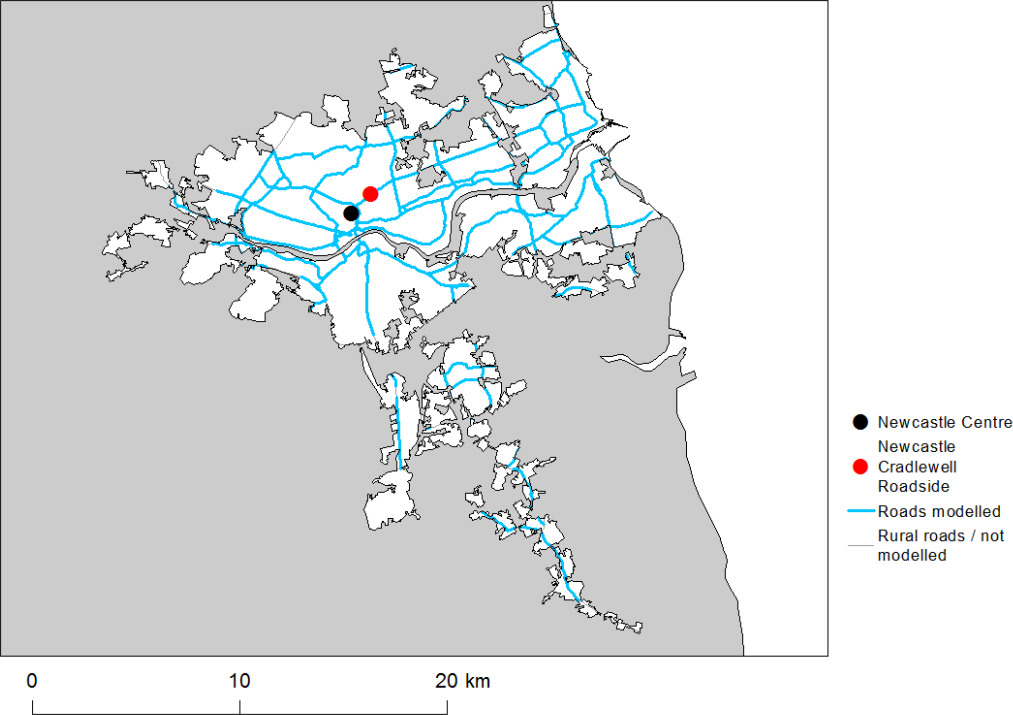 Newcastle Centre
Newcastle
Cradlewell
Roadside
Roads modelled
Rural roads / not
modelled
0 10 20 km